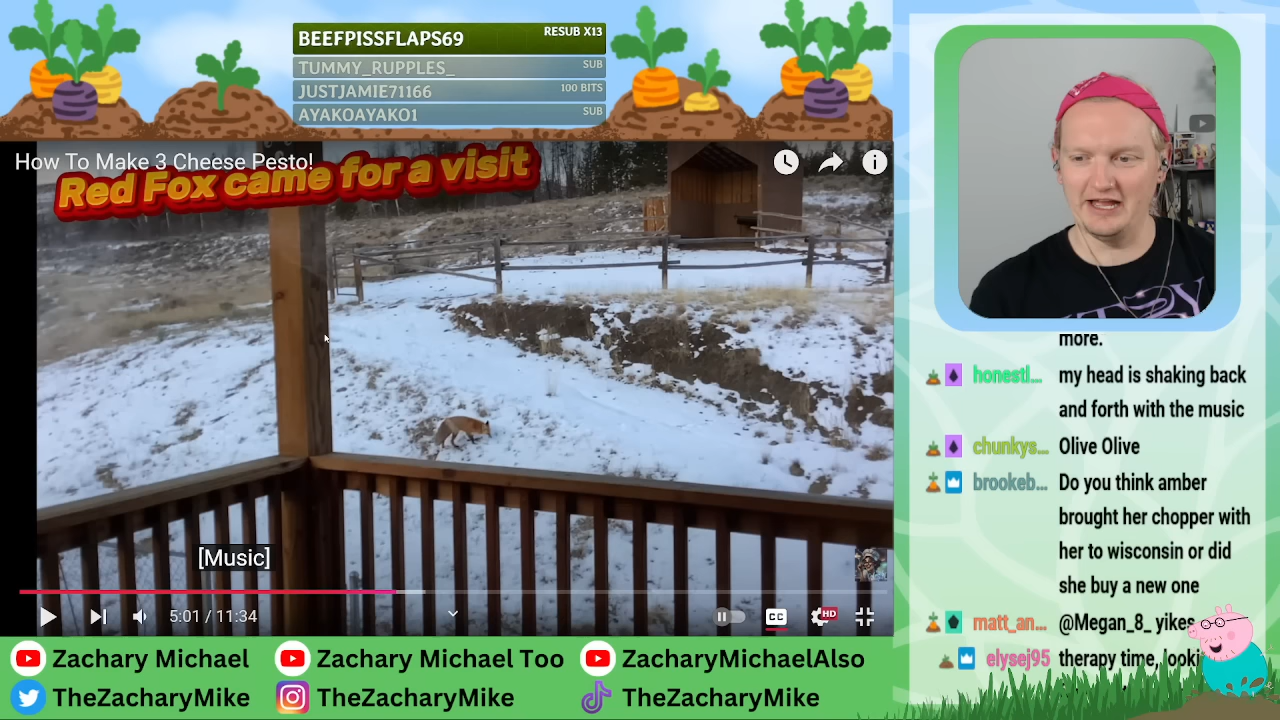 BEEFPISSFLAPS69 RESUB X13
TUMMY_RUPPLES_ SUB
JUSTJAMIE71166 100 BITS
AYAKOAYAKO1 SUB
How To Make 3 Cheese Pesto!
Red Fox came for a visit
[Music]
5:01 / 11:34
CC
HD
more.
honestl... my head is shaking back
and forth with the music
chunkys... Olive Olive
brookeb... Do you think amber
brought her chopper with
her to wisconsin or did
she buy a new one
matt_an... @Megan_8_ yikes
elysej95 therapy time, looki
Zachary Michael
Zachary Michael Too
ZacharyMichaelAlso
TheZacharyMike
TheZacharyMike
TheZacharyMike